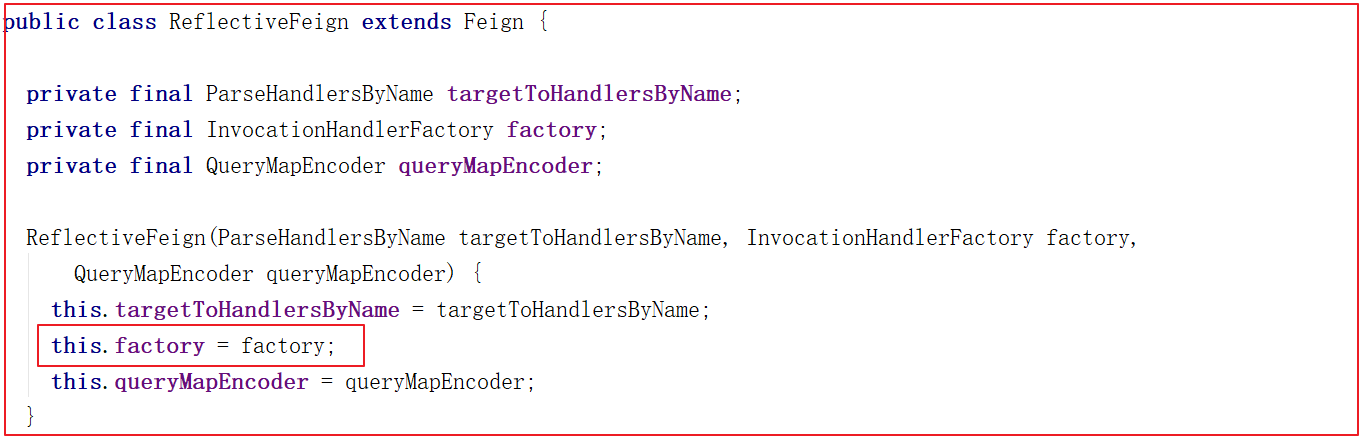 public class ReflectiveFeign extends Feign {
private final ParseHandlersByName targetToHandlersByName;
private final InvocationHandlerFactory factory;
private final QueryMapEncoder queryMapEncoder;
ReflectiveFeign(ParseHandlersByName targetToHandlersByName, InvocationHandlerFactory factory,
QueryMapEncoder queryMapEncoder) {
this.targetToHandlersByName = targetToHandlersByName;
this.factory = factory;
this.queryMapEncoder = queryMapEncoder;
}